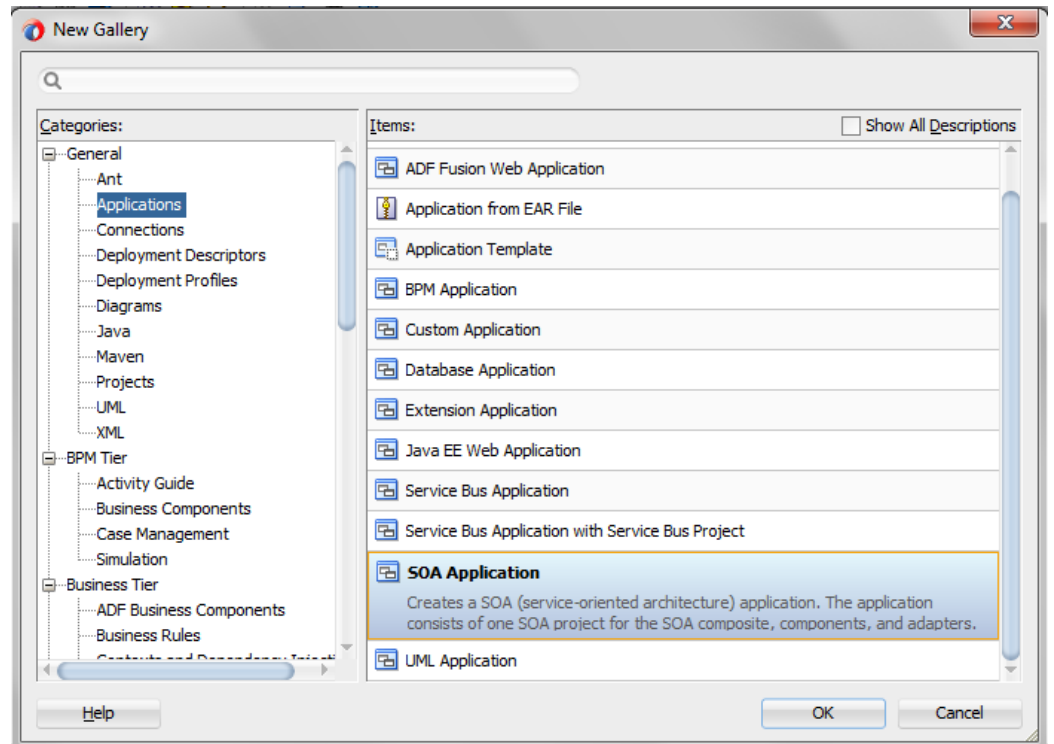 New Gallery
Categories:
General
Ant
Applications
Connections
Deployment Descriptors
Deployment Profiles
Diagrams
Java
Maven
Projects
UML
XML
BPM Tier
Activity Guide
Business Components
Case Management
Simulation
Business Tier
ADF Business Components
Business Rules
Contexts and Dependency Injecti
Items:
Show All Descriptions
ADF Fusion Web Application
Application from EAR File
Application Template
BPM Application
Custom Application
Database Application
Extension Application
Java EE Web Application
Service Bus Application
Service Bus Application with Service Bus Project
SOA Application
Creates a SOA (service-oriented architecture) application. The application
consists of one SOA project for the SOA composite, components, and adapters.
UML Application
Help
OK
Cancel